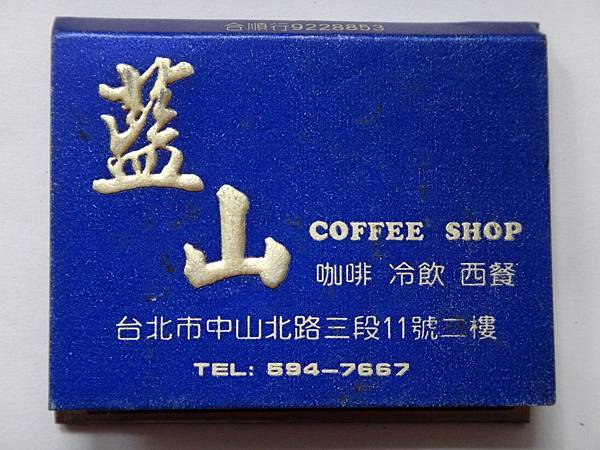 合順行9228853
藍山
COFFEE SHOP
咖啡 冷飲 西餐
台北市中山北路三段11號二樓
TEL: 594-7667